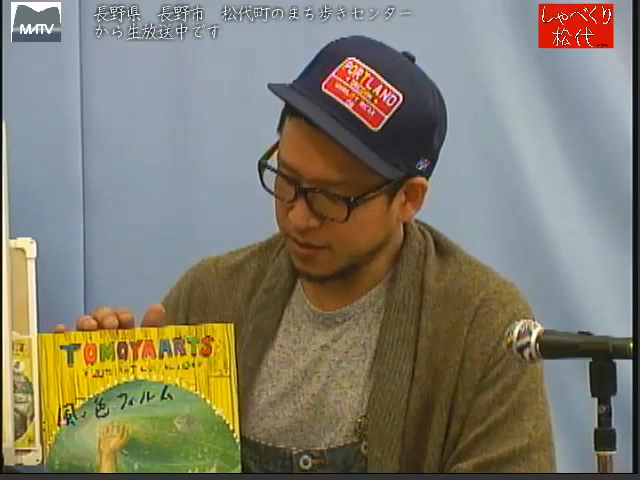 長野県 長野市 松代町のまち歩きセンター
から生放送中です
MATV
しゃべくり
松代
PORTLAND
TOMOYAARTS
風の色フィルム